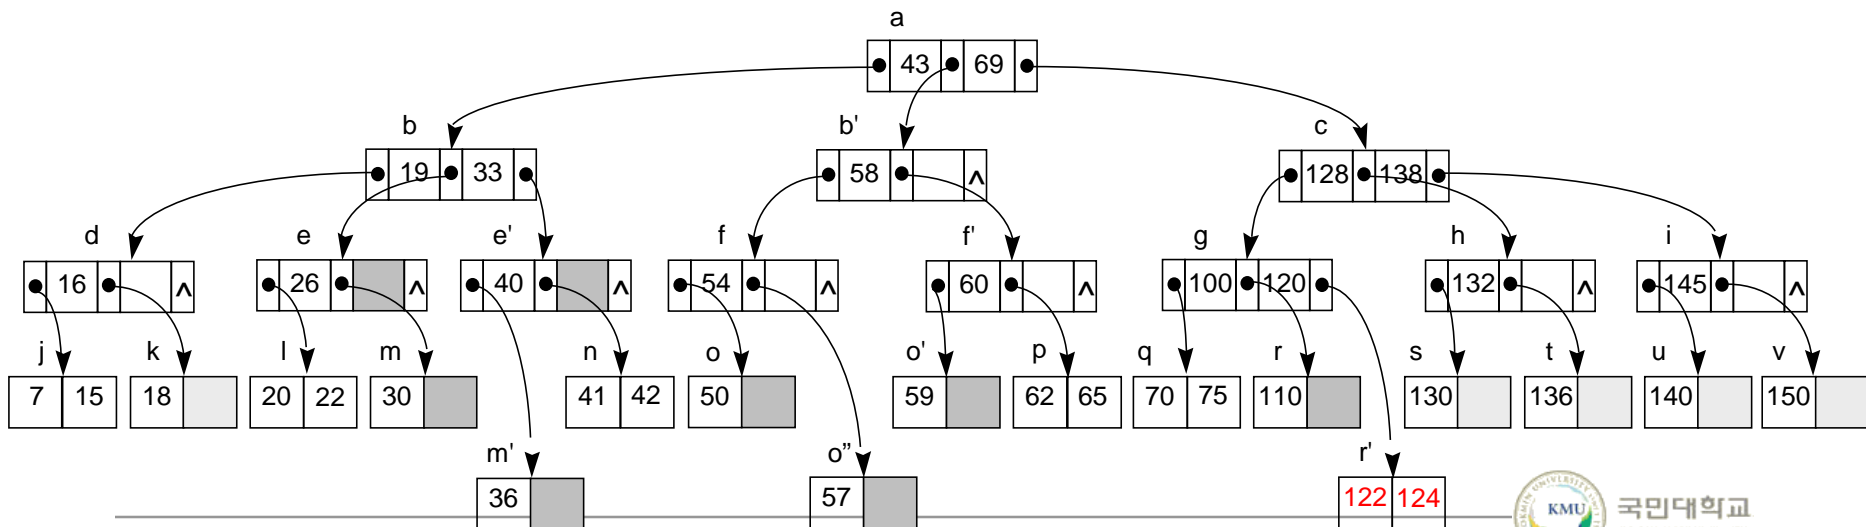 a
43 69
b b' c
19 33 58 ^ 128 138
d e e' f f' g h i
16 ^ 26 ^ 40 ^ 54 ^ 60 ^ 100 120 132 ^ 145 ^
j k l m n o o' p q r s t u v
7 15 18 20 22 30 41 42 50 59 62 65 70 75 110 130 136 140 150
m' o” r'
36 57 122 124
UNIVERSITY
KMU 국민대학교